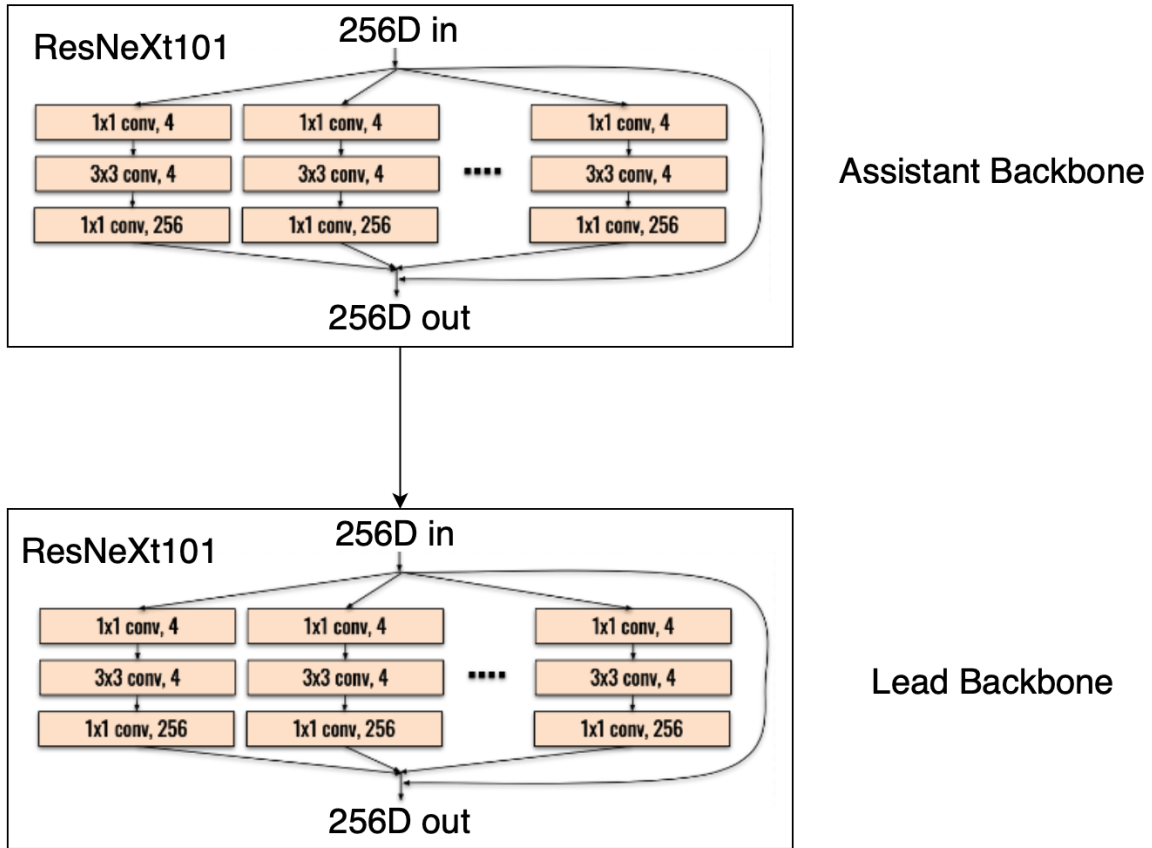 256D in
ResNeXt101
1x1 conv, 4 1x1 conv, 4 1x1 conv, 4
3x3 conv, 4 3x3 conv, 4 .... 3x3 conv, 4
Assistant Backbone
1x1 conv, 256 1x1 conv, 256 1x1 conv, 256
256D out
256D in
ResNeXt101
1x1 conv, 4 1x1 conv, 4 1x1 conv, 4
3x3 conv, 4 3x3 conv, 4 .... 3x3 conv, 4
Lead Backbone
1x1 conv, 256 1x1 conv, 256 1x1 conv, 256
256D out